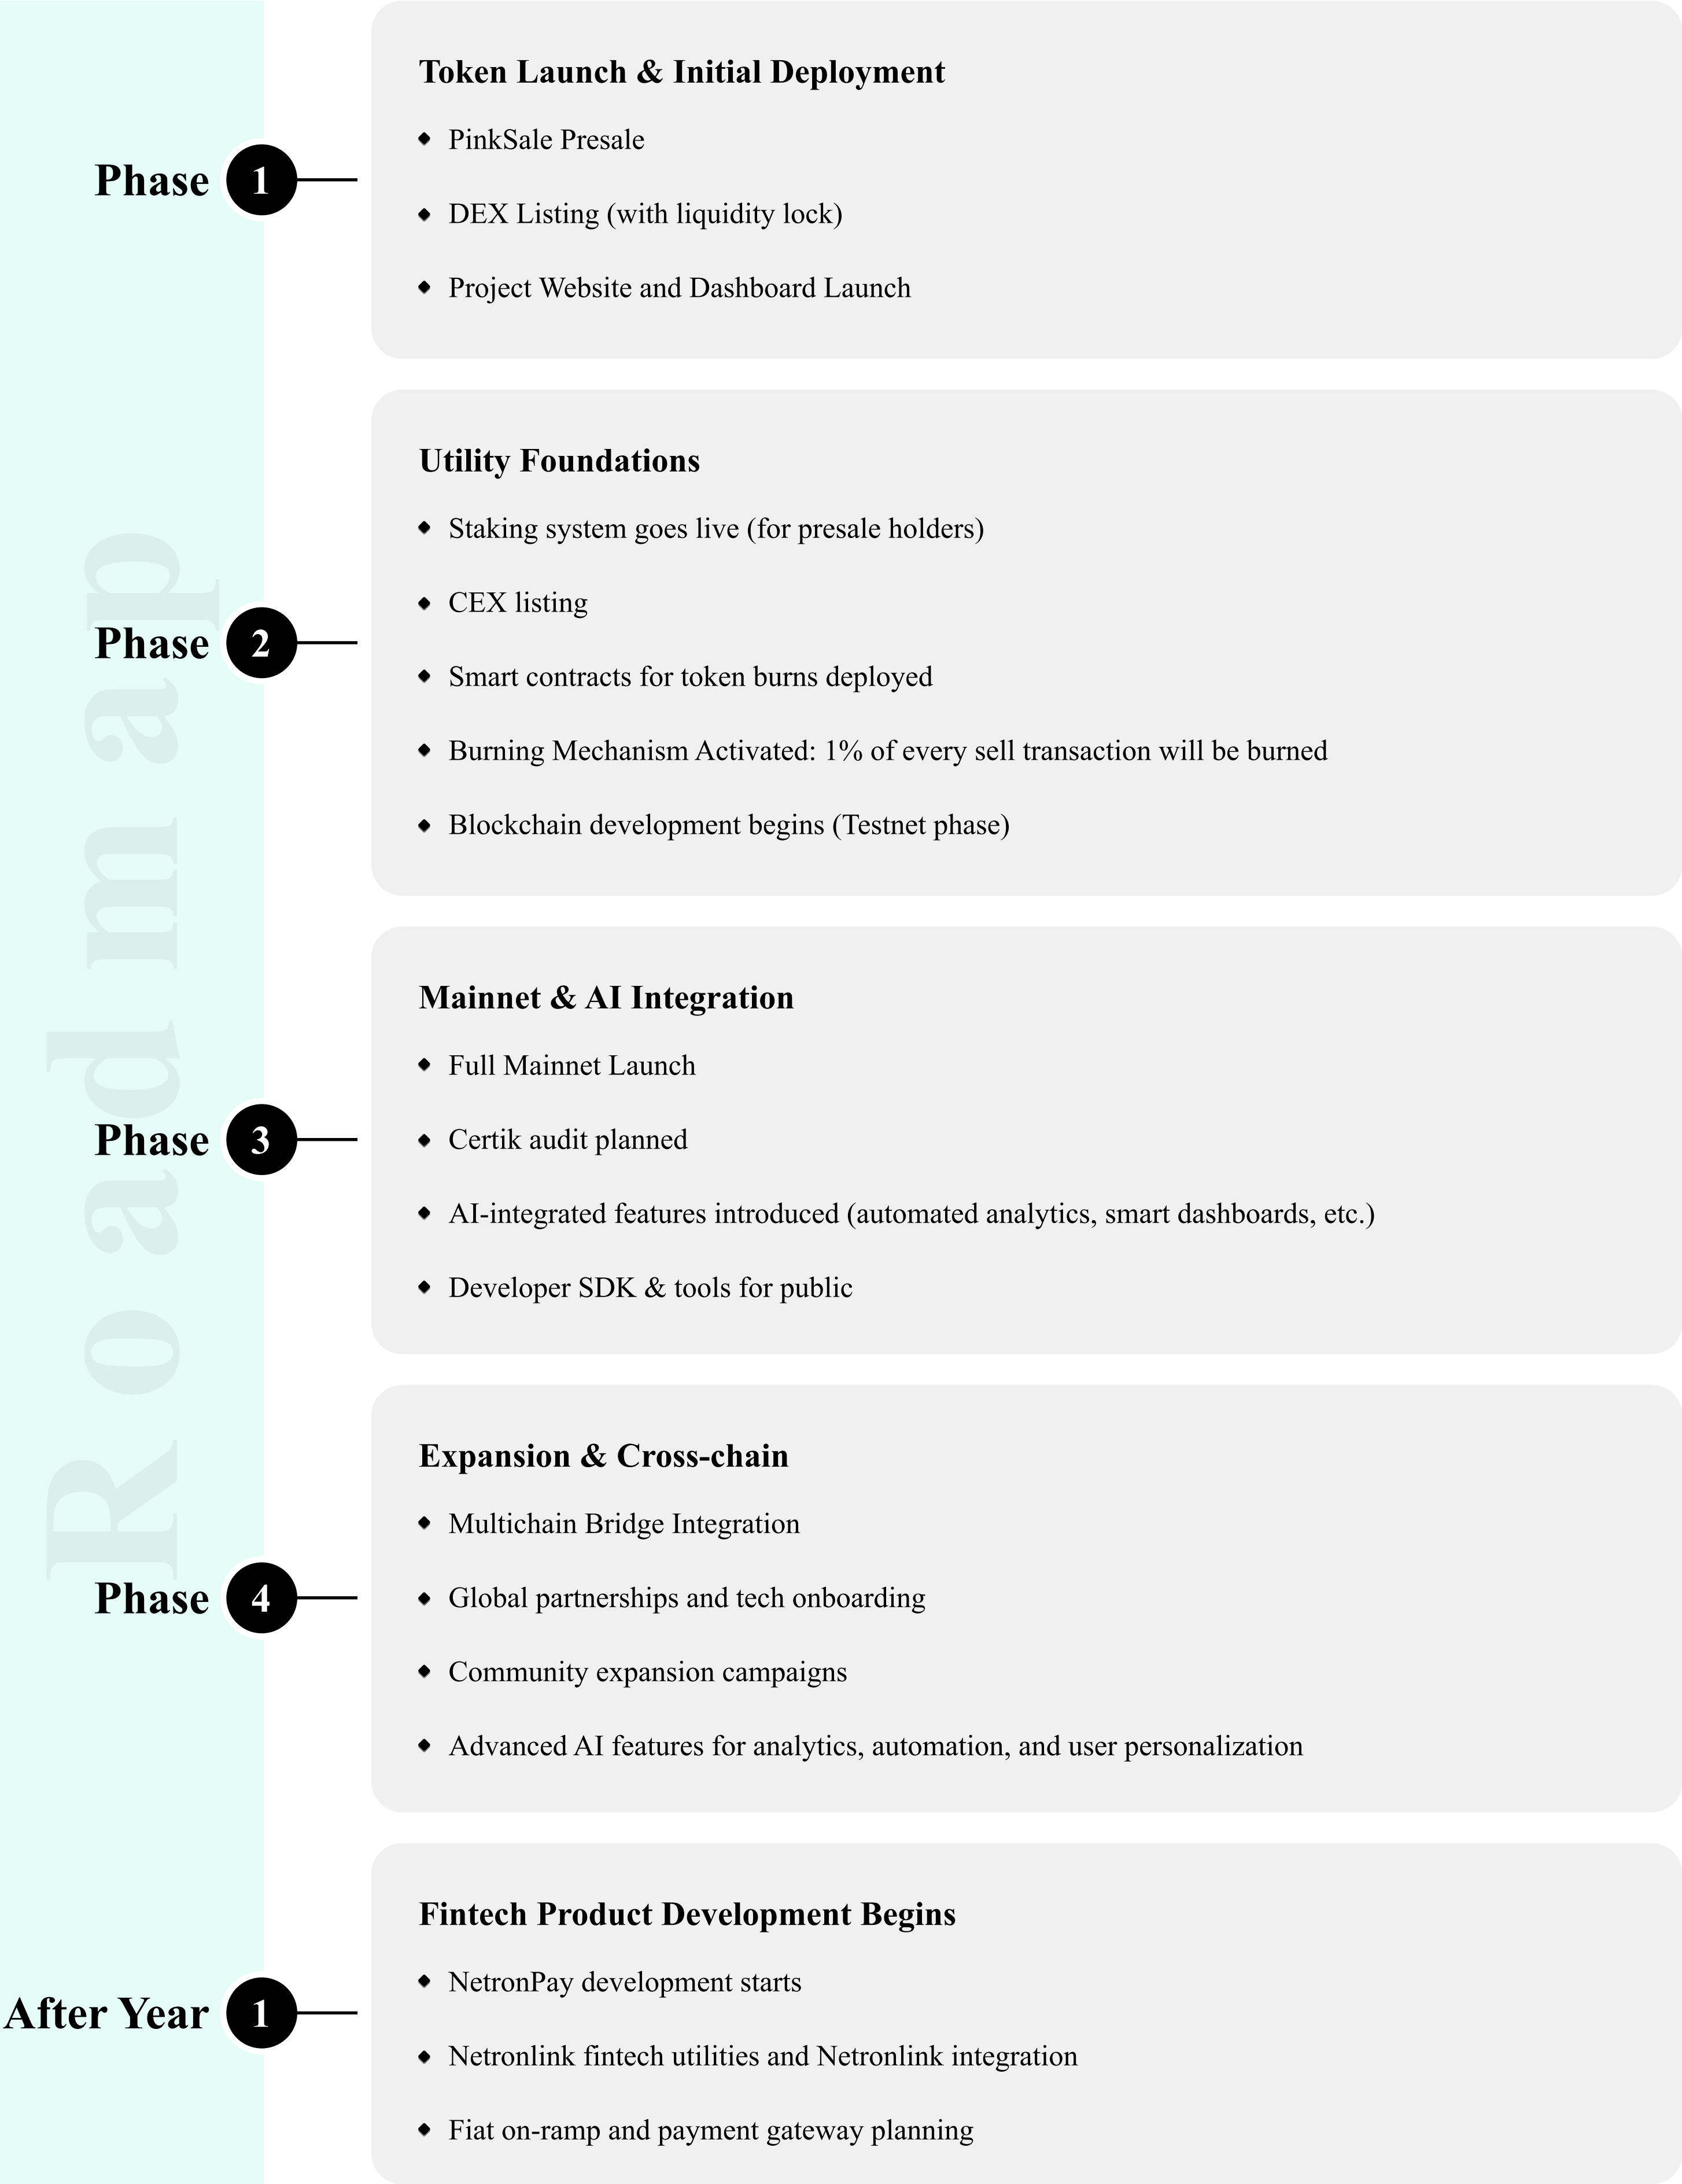 Roadmap
Phase 1
Token Launch & Initial Deployment
PinkSale Presale
DEX Listing (with liquidity lock)
Project Website and Dashboard Launch
Phase 2
Utility Foundations
Staking system goes live (for presale holders)
CEX listing
Smart contracts for token burns deployed
Burning Mechanism Activated: 1% of every sell transaction will be burned
Blockchain development begins (Testnet phase)
Phase 3
Mainnet & AI Integration
Full Mainnet Launch
Certik audit planned
AI-integrated features introduced (automated analytics, smart dashboards, etc.)
Developer SDK & tools for public
Phase 4
Expansion & Cross-chain
Multichain Bridge Integration
Global partnerships and tech onboarding
Community expansion campaigns
Advanced AI features for analytics, automation, and user personalization
After Year 1
Fintech Product Development Begins
NetronPay development starts
Netronlink fintech utilities and Netronlink integration
Fiat on-ramp and payment gateway planning